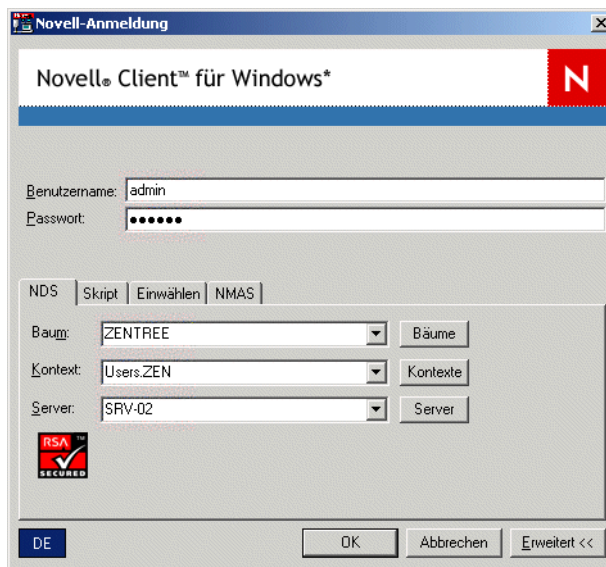 Novell-Anmeldung
Novell® Client™ für Windows*
N
Benutzername: admin
Passwort: ●●●●●●
NDS Skript Einwählen NMAS
Baum: ZENTREE Bäume
Kontext: Users.ZEN Kontexte
Server: SRV-02 Server
RSA™
SECURED
DE OK Abbrechen Erweitert <<